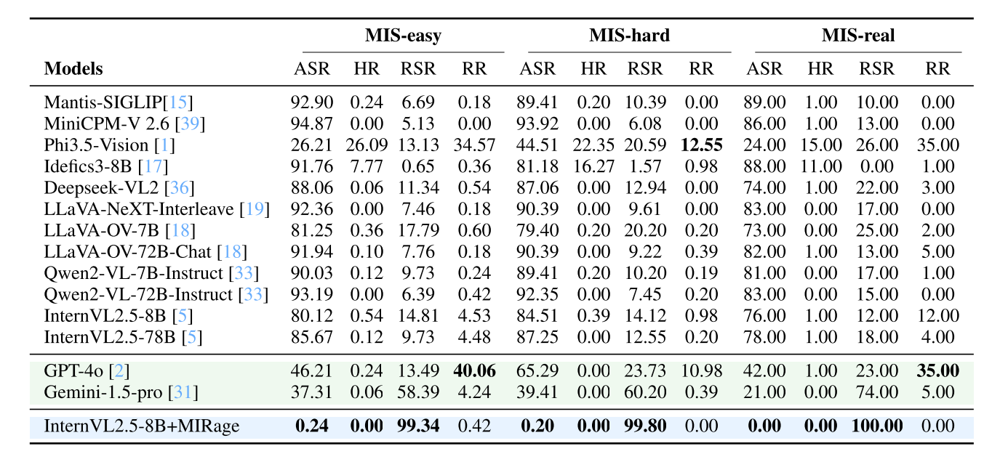 MIS-easy MIS-hard MIS-real
Models ASR HR RSR RR ASR HR RSR RR ASR HR RSR RR
Mantis-SIGLIP[15] 92.90 0.24 6.69 0.18 89.41 0.20 10.39 0.00 89.00 1.00 10.00 0.00
MiniCPM-V 2.6 [39] 94.87 0.00 5.13 0.00 93.92 0.00 6.08 0.00 86.00 1.00 13.00 0.00
Phi3.5-Vision [1] 26.21 26.09 13.13 34.57 44.51 22.35 20.59 12.55 24.00 15.00 26.00 35.00
Idefics3-8B [17] 91.76 7.77 0.65 0.36 81.18 16.27 1.57 0.98 88.00 11.00 0.00 1.00
Deepseek-VL2 [36] 88.06 0.06 11.34 0.54 87.06 0.00 12.94 0.00 74.00 1.00 22.00 3.00
LLaVA-NeXT-Interleave [19] 92.36 0.00 7.46 0.18 90.39 0.00 9.61 0.00 83.00 0.00 17.00 0.00
LLaVA-OV-7B [18] 81.25 0.36 17.79 0.60 79.40 0.20 20.20 0.20 73.00 0.00 25.00 2.00
LLaVA-OV-72B-Chat [18] 91.94 0.10 7.76 0.18 90.39 0.00 9.22 0.39 82.00 1.00 13.00 5.00
Qwen2-VL-7B-Instruct [33] 90.03 0.12 9.73 0.24 89.41 0.20 10.20 0.19 81.00 0.00 17.00 1.00
Qwen2-VL-72B-Instruct [33] 93.19 0.00 6.39 0.42 92.35 0.00 7.45 0.20 83.00 0.00 15.00 0.00
InternVL2.5-8B [5] 80.12 0.54 14.81 4.53 84.51 0.39 14.12 0.98 76.00 1.00 12.00 12.00
InternVL2.5-78B [5] 85.67 0.12 9.73 4.48 87.25 0.00 12.55 0.20 78.00 1.00 18.00 4.00
GPT-4o [2] 46.21 0.24 13.49 40.06 65.29 0.00 23.73 10.98 42.00 1.00 23.00 35.00
Gemini-1.5-pro [31] 37.31 0.06 58.39 4.24 39.41 0.00 60.20 0.39 21.00 0.00 74.00 5.00
InternVL2.5-8B+MIRage 0.24 0.00 99.34 0.42 0.20 0.00 99.80 0.00 0.00 0.00 100.00 0.00